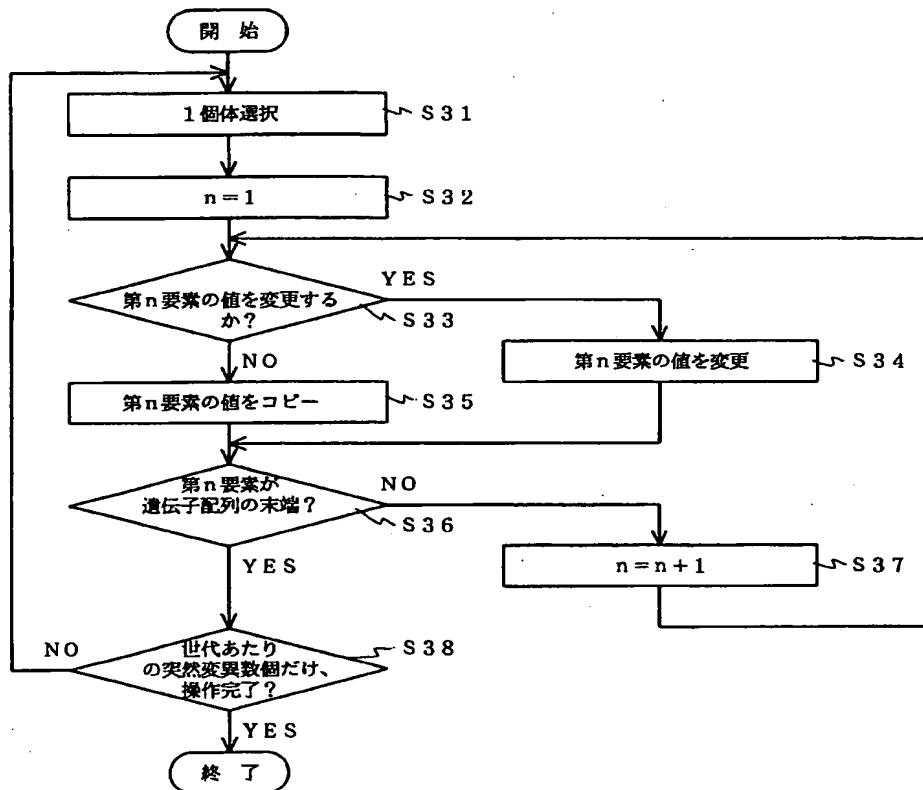 開 始
1個体選択
S31
n=1
S32
第n要素の値を変更する
か?
YES
S33
NO
第n要素の値を変更
S34
第n要素の値をコピー
S35
第n要素が
遺伝子配列の末端?
NO
S36
YES
n=n+1
S37
世代あたり
の突然変異数個だけ、
操作完了?
NO
S38
YES
終 了